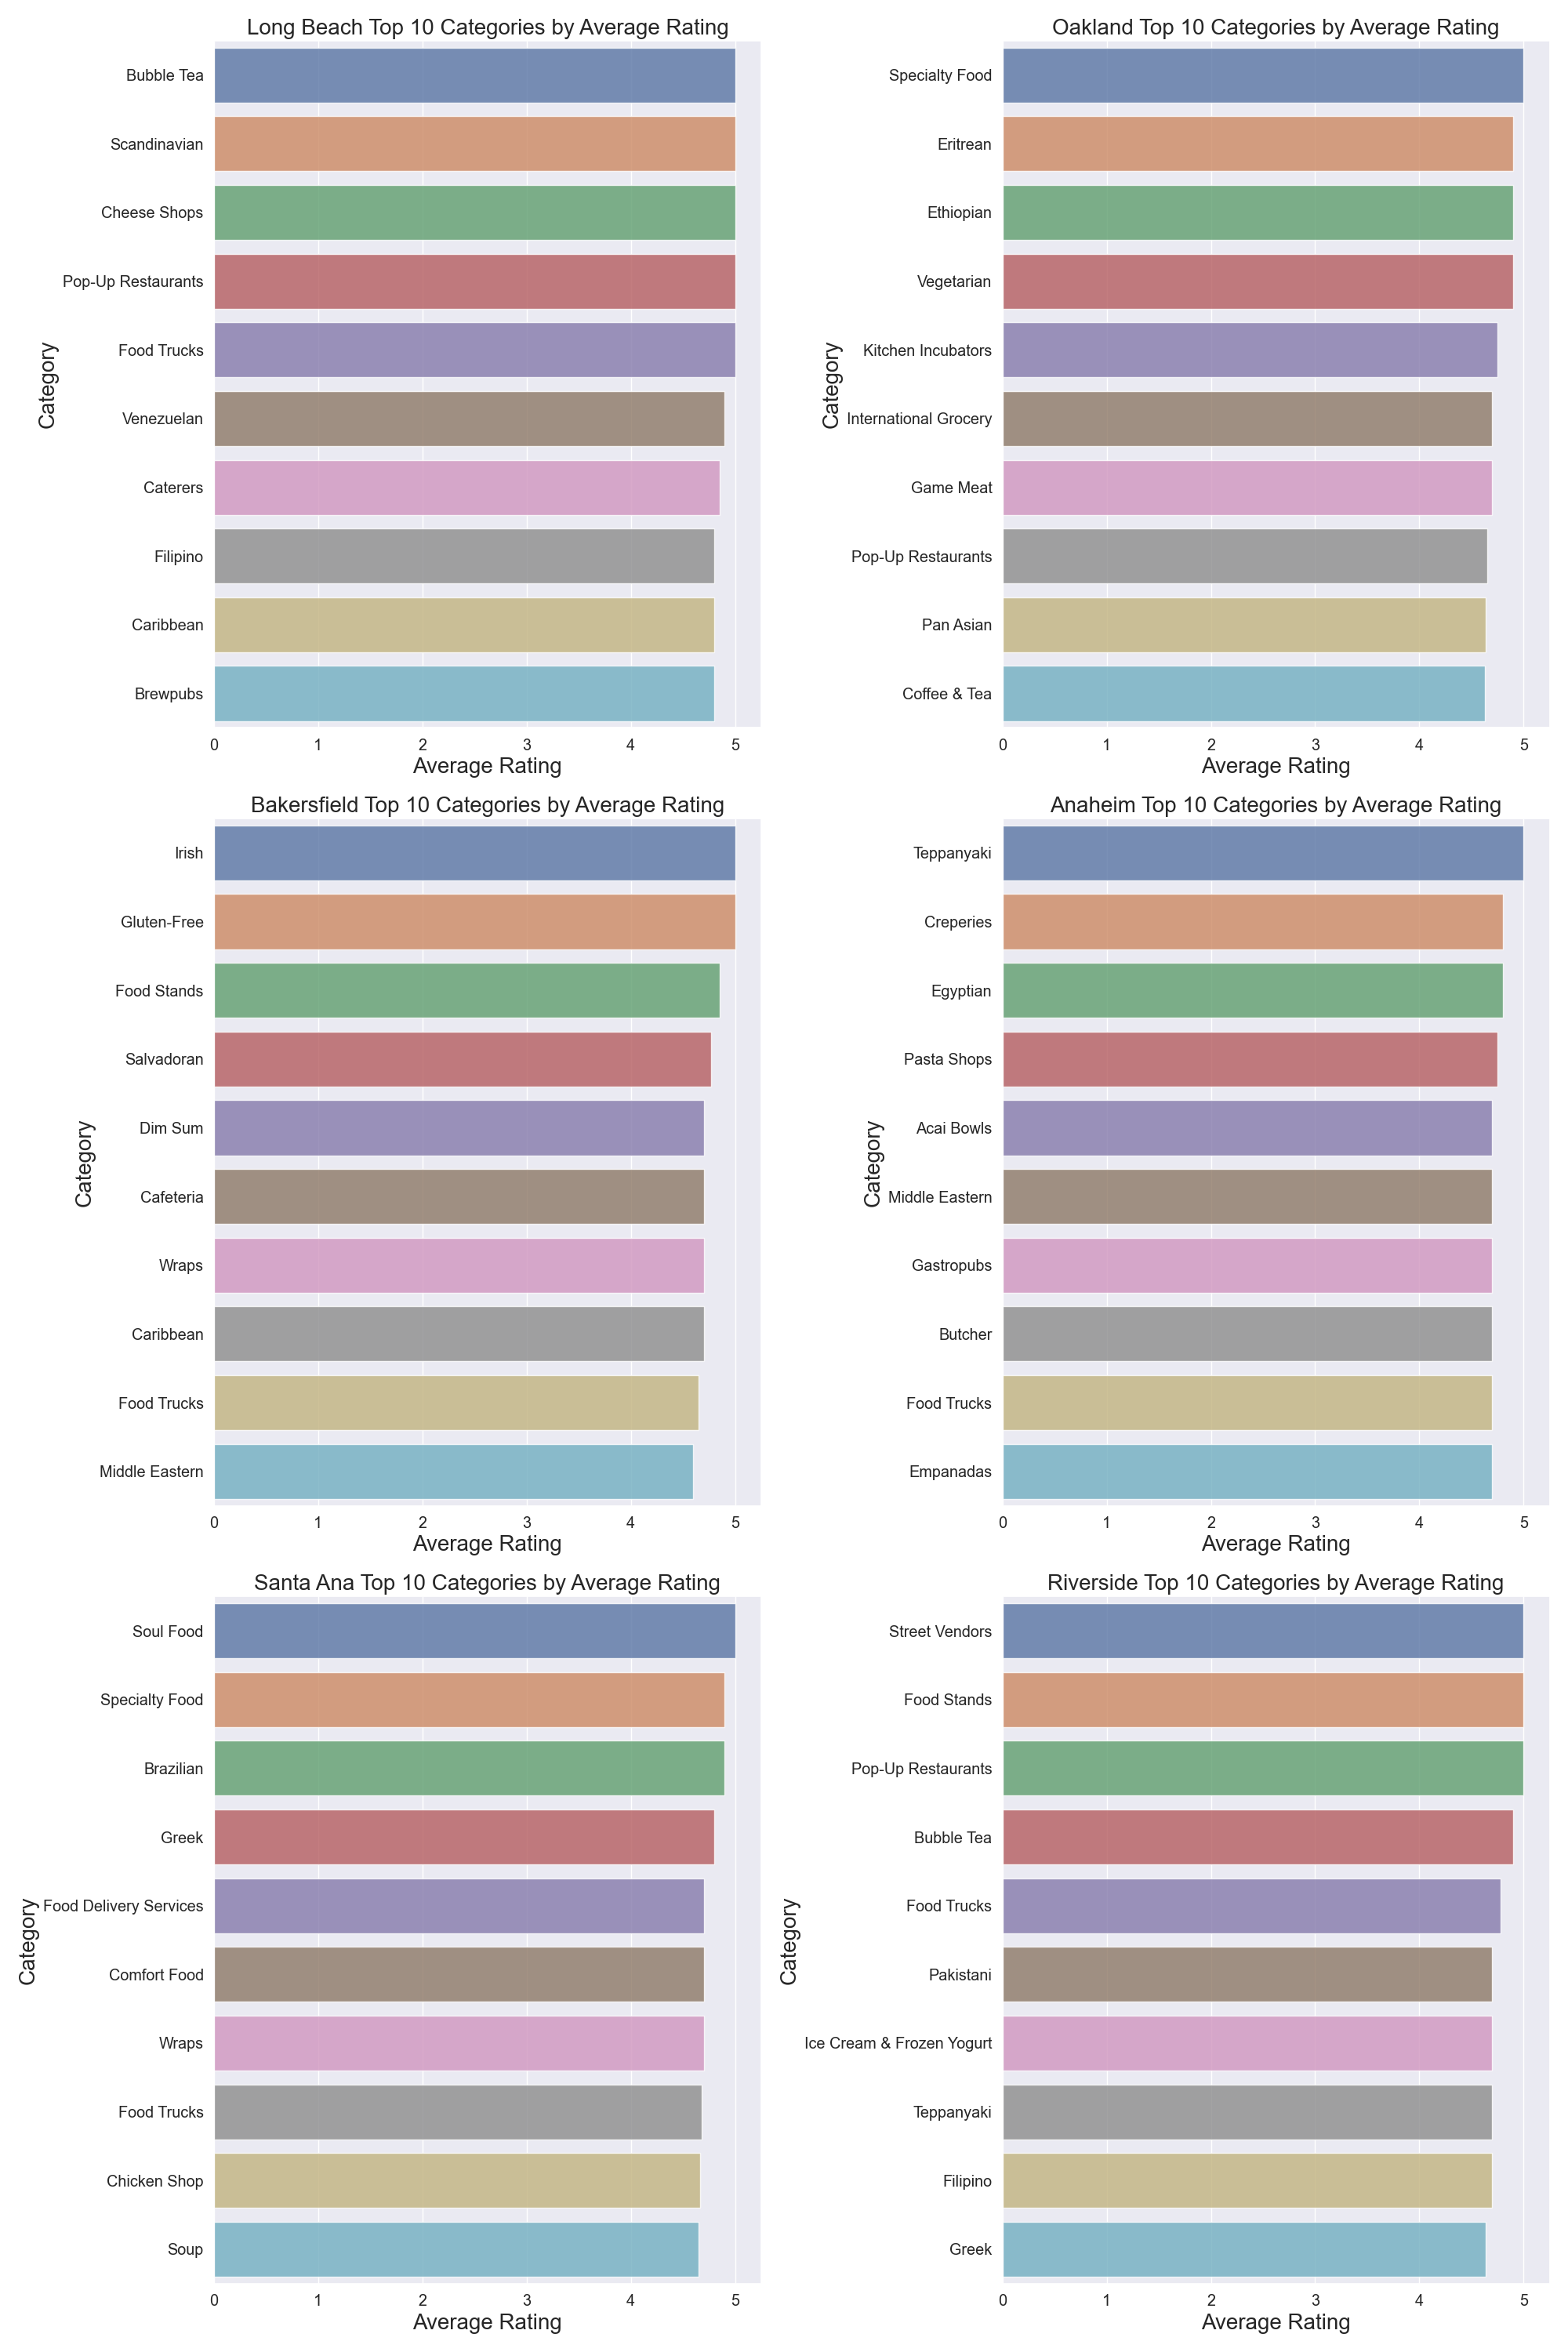 Long Beach Top 10 Categories by Average Rating
Category
Bubble Tea
Scandinavian
Cheese Shops
Pop-Up Restaurants
Food Trucks
Venezuelan
Caterers
Filipino
Caribbean
Brewpubs
0 1 2 3 4 5
Average Rating
Oakland Top 10 Categories by Average Rating
Category
Specialty Food
Eritrean
Ethiopian
Vegetarian
Kitchen Incubators
International Grocery
Game Meat
Pop-Up Restaurants
Pan Asian
Coffee & Tea
0 1 2 3 4 5
Average Rating
Bakersfield Top 10 Categories by Average Rating
Category
Irish
Gluten-Free
Food Stands
Salvadoran
Dim Sum
Cafeteria
Wraps
Caribbean
Food Trucks
Middle Eastern
0 1 2 3 4 5
Average Rating
Anaheim Top 10 Categories by Average Rating
Category
Teppanyaki
Creperies
Egyptian
Pasta Shops
Acai Bowls
Middle Eastern
Gastropubs
Butcher
Food Trucks
Empanadas
0 1 2 3 4 5
Average Rating
Santa Ana Top 10 Categories by Average Rating
Category
Soul Food
Specialty Food
Brazilian
Greek
Food Delivery Services
Comfort Food
Wraps
Food Trucks
Chicken Shop
Soup
0 1 2 3 4 5
Average Rating
Riverside Top 10 Categories by Average Rating
Category
Street Vendors
Food Stands
Pop-Up Restaurants
Bubble Tea
Food Trucks
Pakistani
Ice Cream & Frozen Yogurt
Teppanyaki
Filipino
Greek
0 1 2 3 4 5
Average Rating